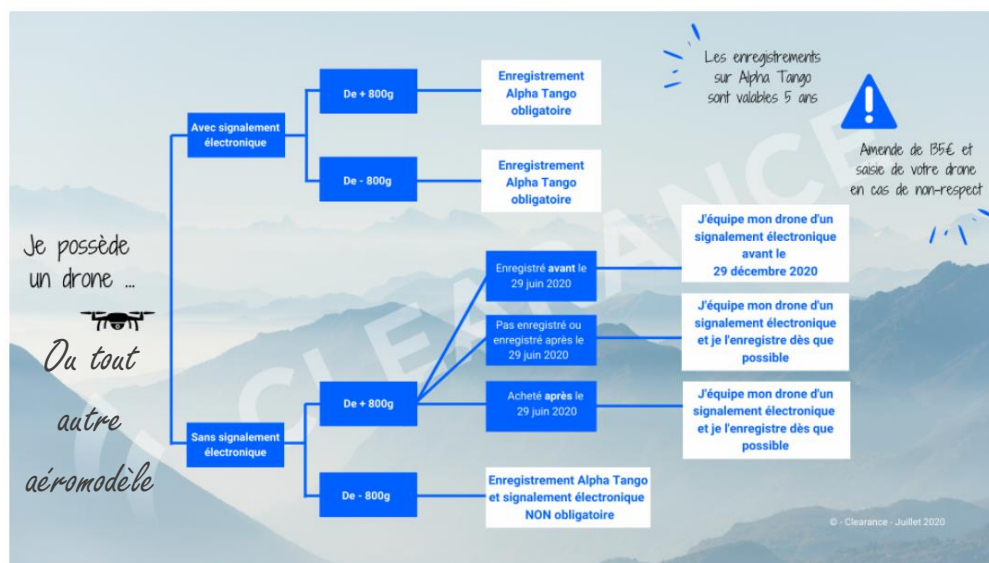 Je possède
un drone ...
Ou tout
autre
aéromodèle
Avec signalement
électronique
De + 800g
Enregistrement
Alpha Tango
obligatoire
De - 800g
Enregistrement
Alpha Tango
obligatoire
Les enregistrements
sur Alpha Tango
sont valables 5 ans
Amende de 135€ et
saisie de votre drone
en cas de non-respect
Sans signalement
électronique
De + 800g
Enregistré avant le
29 juin 2020
J'équipe mon drone d'un
signalement électronique
avant le
29 décembre 2020
Pas enregistré ou
enregistré après le
29 juin 2020
J'équipe mon drone d'un
signalement électronique
et je l'enregistre dès que
possible
Acheté après le
29 juin 2020
J'équipe mon drone d'un
signalement électronique
et je l'enregistre dès que
possible
De - 800g
Enregistrement Alpha Tango
et signalement électronique
NON obligatoire
CLEARANCE
© - Clearance - Juillet 2020